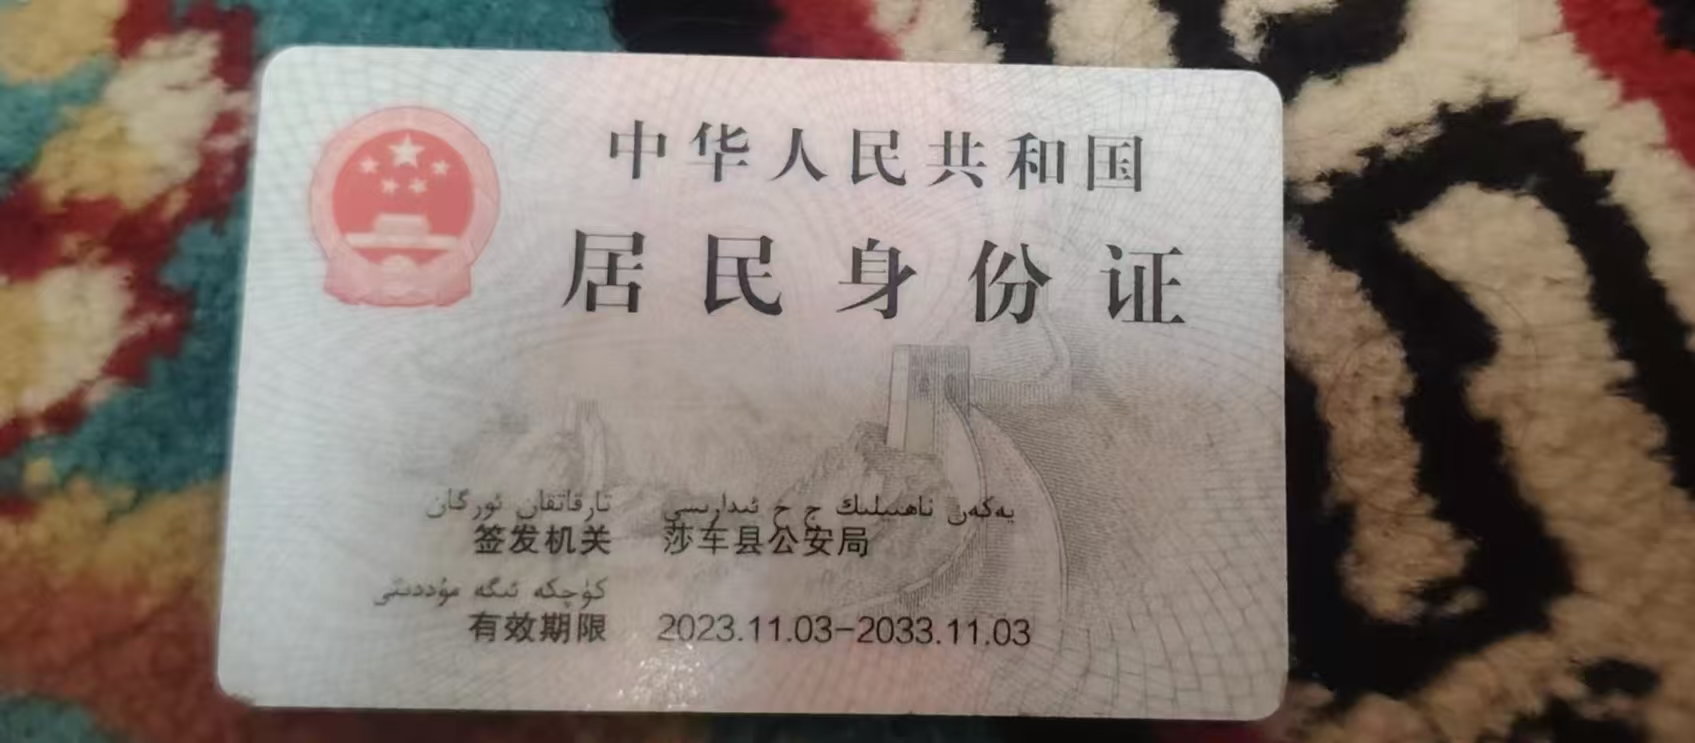 中华人民共和国
居民身份证
تارقاتقان ئورگان يەكەن ناھىيىلىك ج خ ئىدارىسى
签发机关 莎车县公安局
كۈچكە ئىگە مۇددىتى
有效期限 2023.11.03-2033.11.03